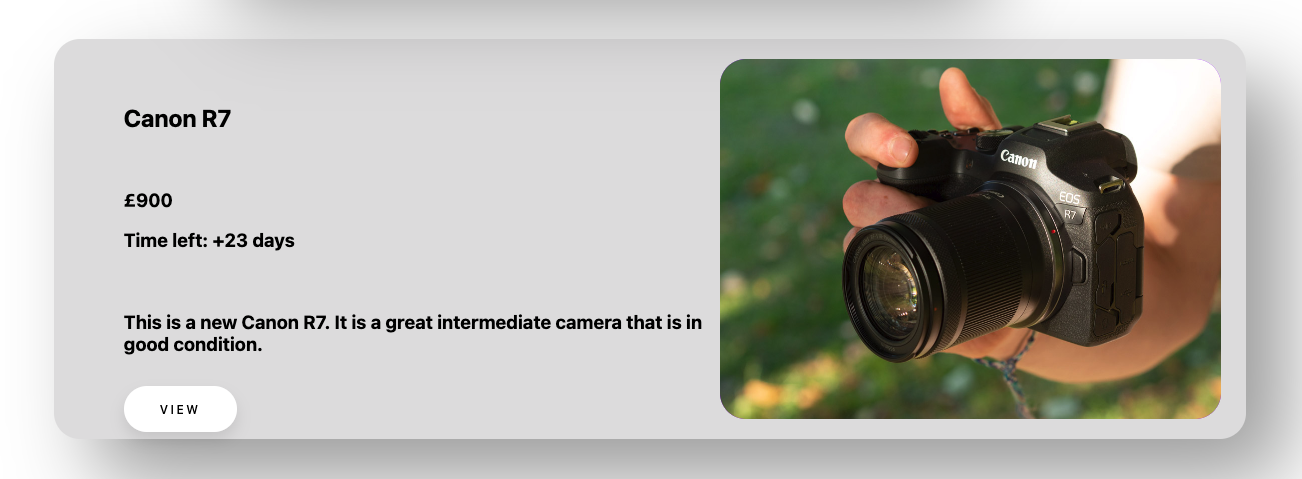 Canon R7
£900
Time left: +23 days
This is a new Canon R7. It is a great intermediate camera that is in
good condition.
VIEW
Canon
EOS
R7